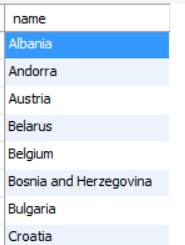 name
Albania
Andorra
Austria
Belarus
Belgium
Bosnia and Herzegovina
Bulgaria
Croatia